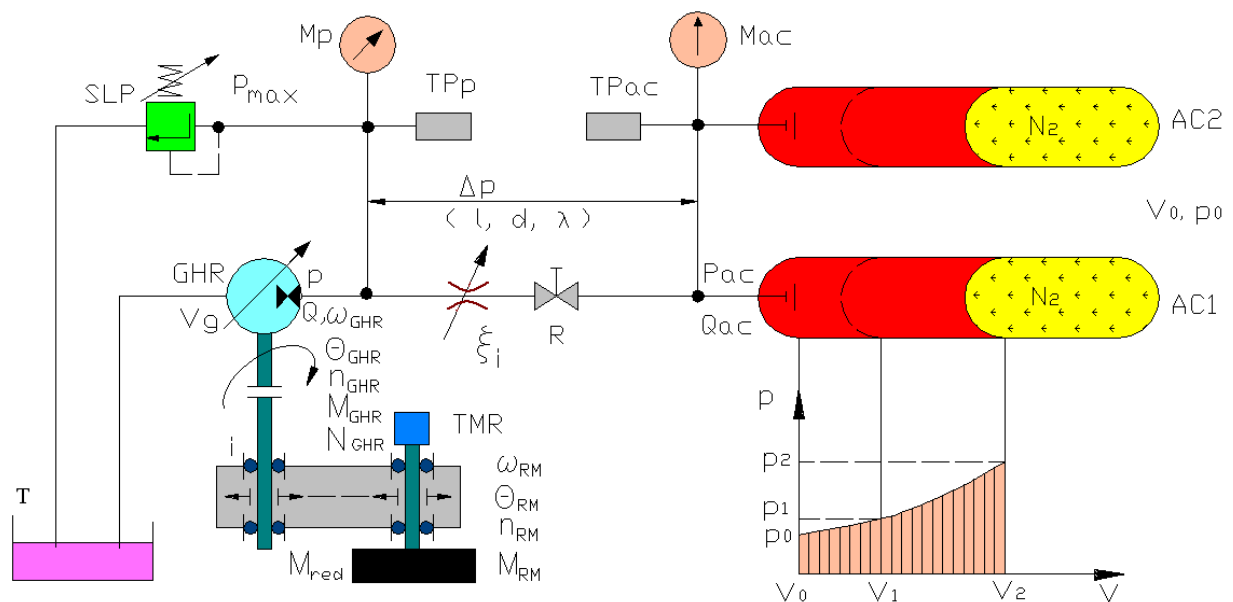 Mp
Mac
SLP
Pmax
TPp
TPac
N₂
AC2
Δp
( l, d, λ )
V₀, p₀
GHR
p
Vg
Q, ωGHR
ΘGHR
nGHR
MGHR
NGHR
ξi
R
Pac
Qac
N₂
AC1
i
TMR
ωRM
ΘRM
nRM
MRM
Mred
T
p
p₂
p₁
p₀
V₀
V₁
V₂
V